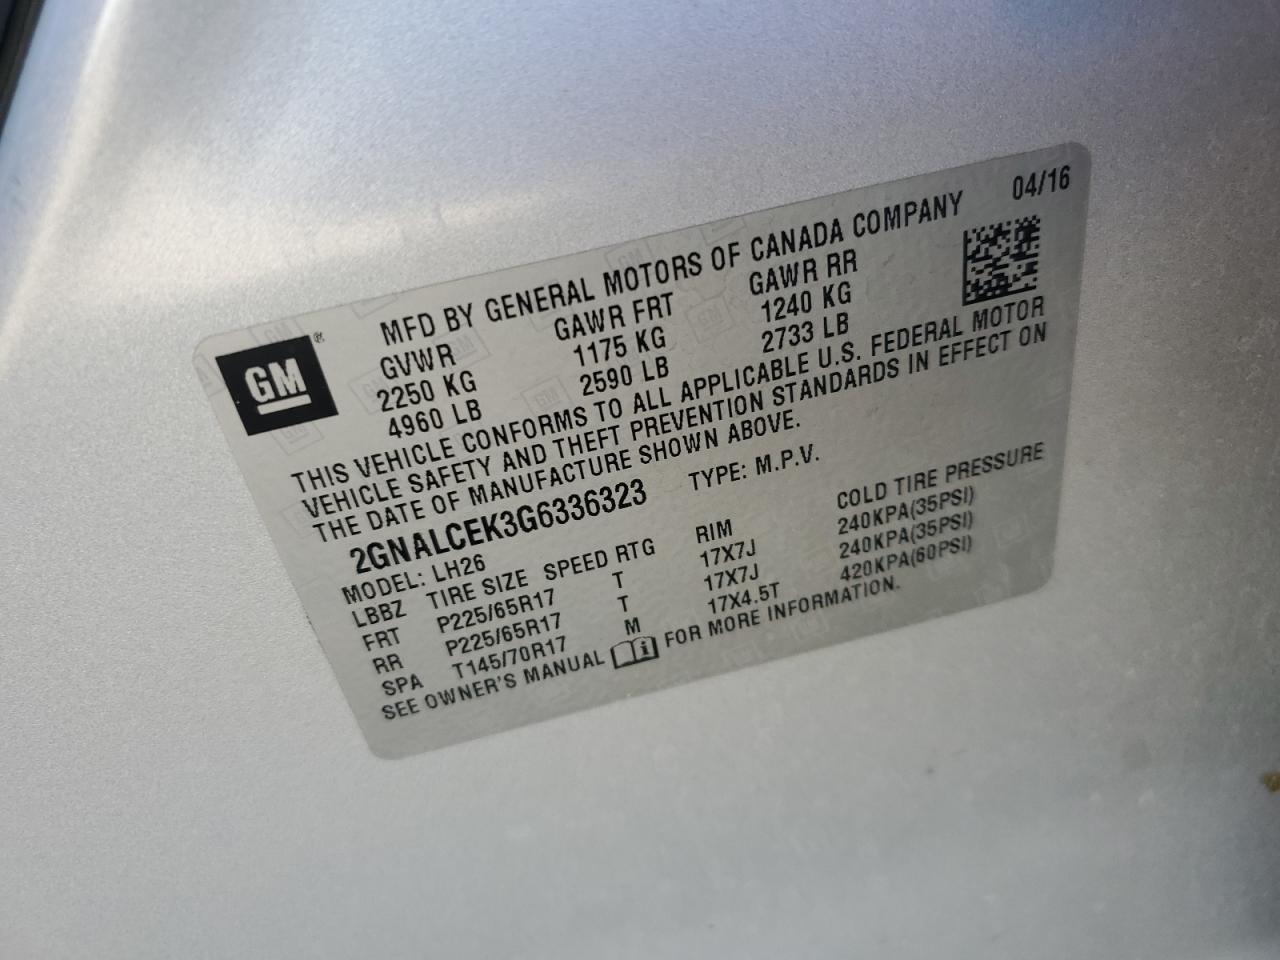 MFD BY GENERAL MOTORS OF CANADA COMPANY 04/16
GM ®
GVWR GAWR FRT GAWR RR
2250 KG 1175 KG 1240 KG
4960 LB 2590 LB 2733 LB
THIS VEHICLE CONFORMS TO ALL APPLICABLE U.S. FEDERAL MOTOR
VEHICLE SAFETY AND THEFT PREVENTION STANDARDS IN EFFECT ON
THE DATE OF MANUFACTURE SHOWN ABOVE.
2GNALCEK3G6336323 TYPE: M.P.V.
MODEL: LH26
LBBZ TIRE SIZE SPEED RTG RIM COLD TIRE PRESSURE
FRT P225/65R17 T 17X7J 240KPA(35PSI)
RR P225/65R17 T 17X7J 240KPA(35PSI)
SPA T145/70R17 M 17X4.5T 420KPA(60PSI)
SEE OWNER'S MANUAL FOR MORE INFORMATION.